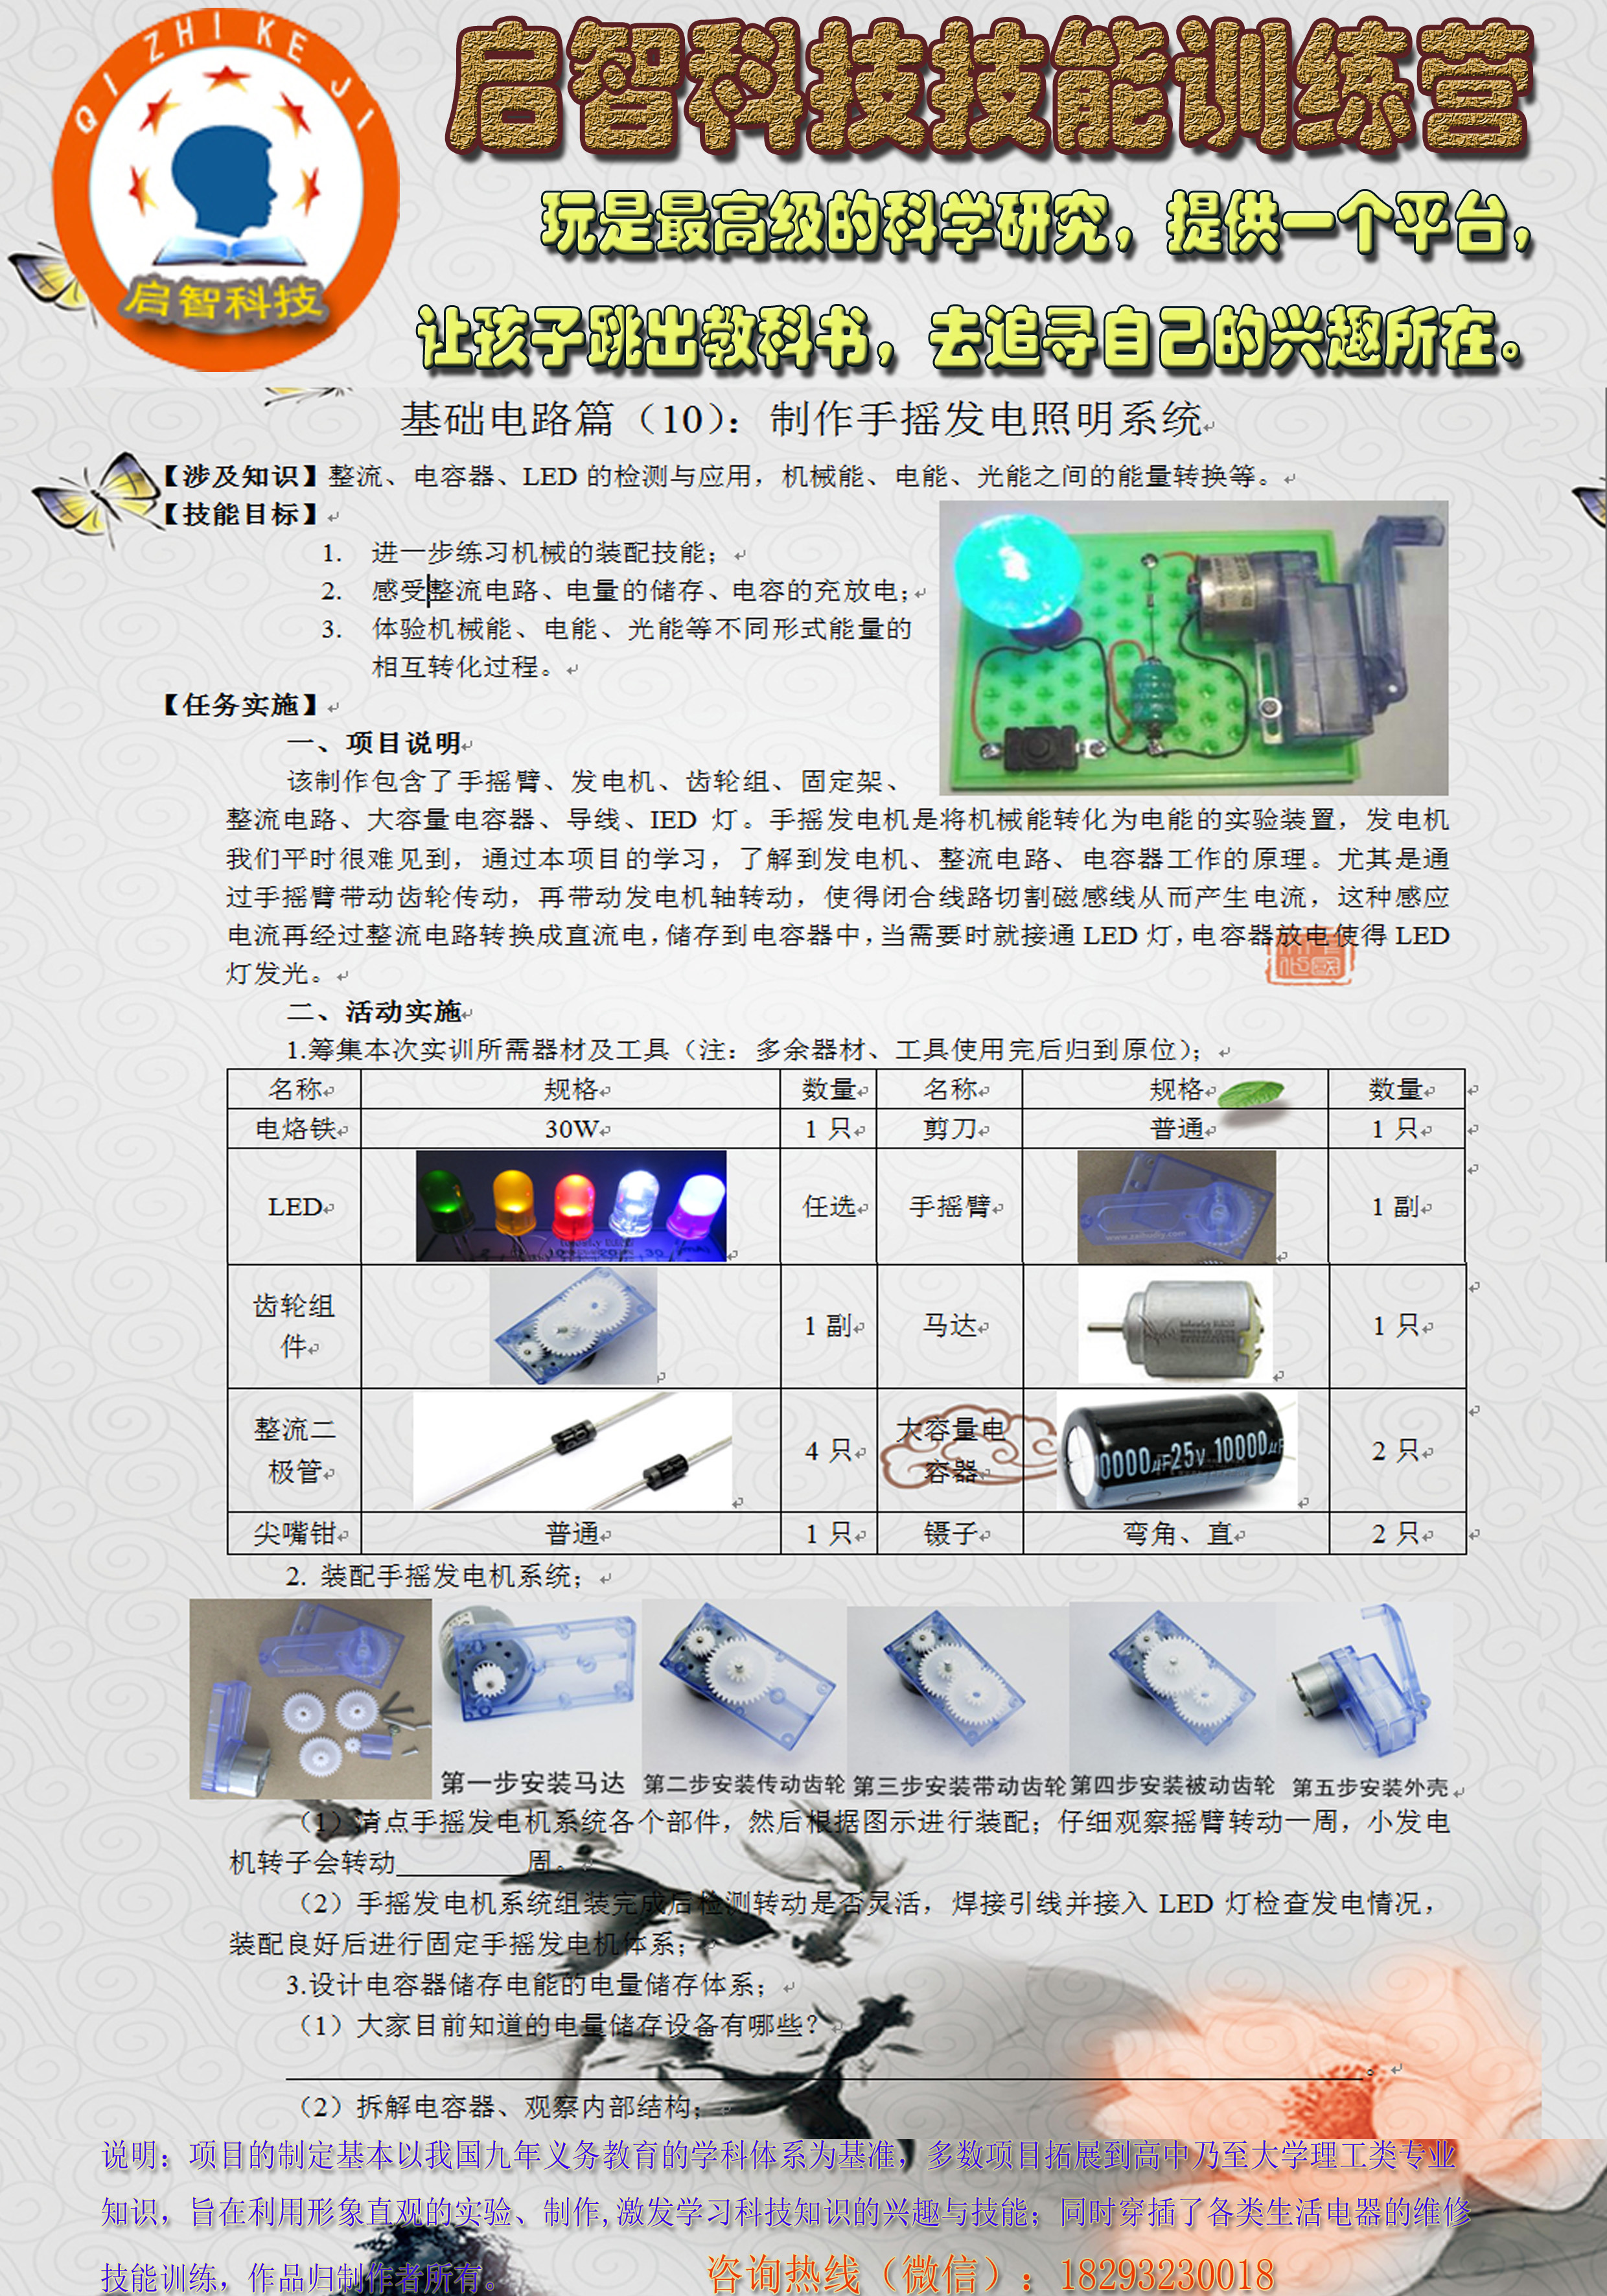 QI ZHI KE JI
启智科技
启智科技技能训练营
玩是最高级的科学研究，提供一个平台，
让孩子跳出教科书，去追寻自己的兴趣所在。
基础电路篇（10）：制作手摇发电照明系统
【涉及知识】整流、电容器、LED 的检测与应用，机械能、电能、光能之间的能量转换等。
【技能目标】
1. 进一步练习机械的装配技能；
2. 感受整流电路、电量的储存、电容的充放电；
3. 体验机械能、电能、光能等不同形式能量的
相互转化过程。
【任务实施】
一、项目说明
该制作包含了手摇臂、发电机、齿轮组、固定架、
整流电路、大容量电容器、导线、IED 灯。手摇发电机是将机械能转化为电能的实验装置，发电机
我们平时很难见到，通过本项目的学习，了解到发电机、整流电路、电容器工作的原理。尤其是通
过手摇臂带动齿轮传动，再带动发电机轴转动，使得闭合线路切割磁感线从而产生电流，这种感应
电流再经过整流电路转换成直流电，储存到电容器中，当需要时就接通 LED 灯，电容器放电使得 LED
灯发光。
二、活动实施
1.筹集本次实训所需器材及工具（注：多余器材、工具使用完后归到原位）；
名称 规格 数量 名称 规格 数量
电烙铁 30W 1 只 剪刀 普通 1 只
LED 任选 手摇臂 1 副
www.zaihuidiy.com
齿轮组
件 1 副 马达 1 只
整流二
极管 4 只 大容量电
容器 2 只
0000μF25V 10000μF
尖嘴钳 普通 1 只 镊子 弯角、直 2 只
2. 装配手摇发电机系统；
第一步安装马达 第二步安装传动齿轮 第三步安装带动齿轮 第四步安装被动齿轮 第五步安装外壳
（1）清点手摇发电机系统各个部件，然后根据图示进行装配；仔细观察摇臂转动一周，小发电
机转子会转动________周。
（2）手摇发电机系统组装完成后检测转动是否灵活，焊接引线并接入 LED 灯检查发电情况，
装配良好后进行固定手摇发电机体系；
3.设计电容器储存电能的电量储存体系；
（1）大家目前知道的电量储存设备有哪些？
________________________________。
（2）拆解电容器、观察内部结构；
说明：项目的制定基本以我国九年义务教育的学科体系为基准，多数项目拓展到高中乃至大学理工类专业
知识，旨在利用形象直观的实验、制作,激发学习科技知识的兴趣与技能；同时穿插了各类生活电器的维修
技能训练，作品归制作者所有。
咨询热线（微信）：18293230018